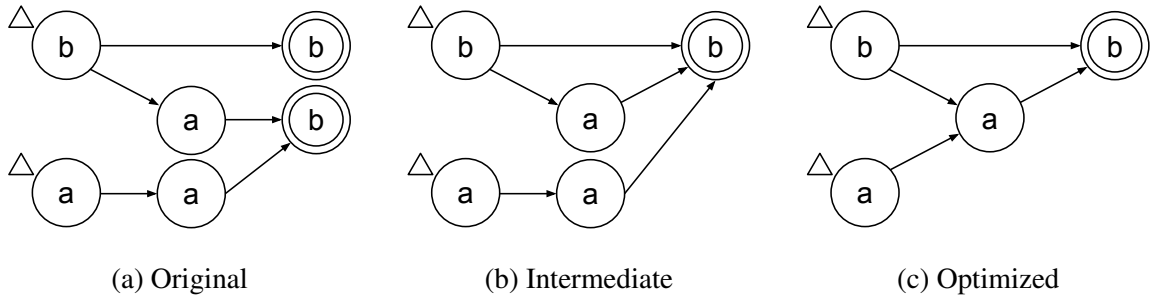 b b
a b
a a
(a) Original
b b
a
a a
(b) Intermediate
b b
a
a
(c) Optimized